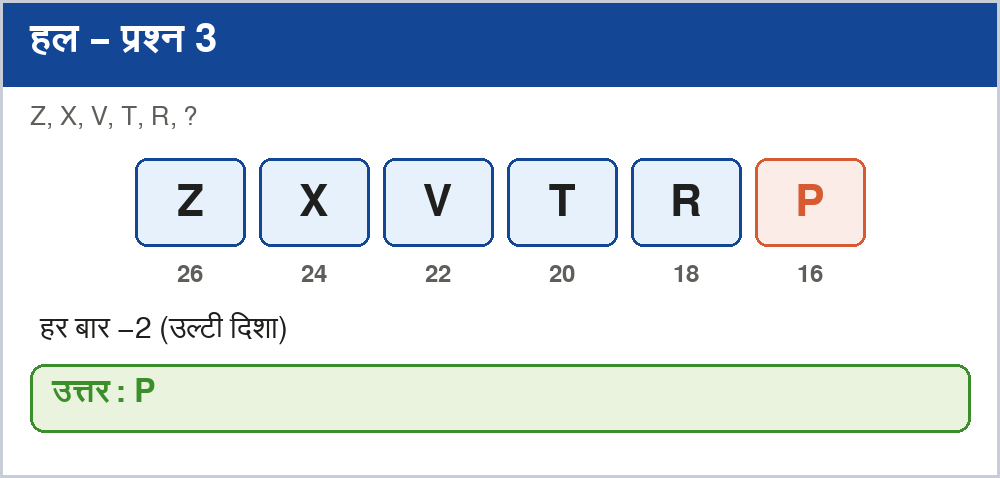 हल – प्रश्न 3
Z, X, V, T, R, ?
Z X V T R P
26 24 22 20 18 16
हर बार −2 (उल्टी दिशा)
उत्तर : P